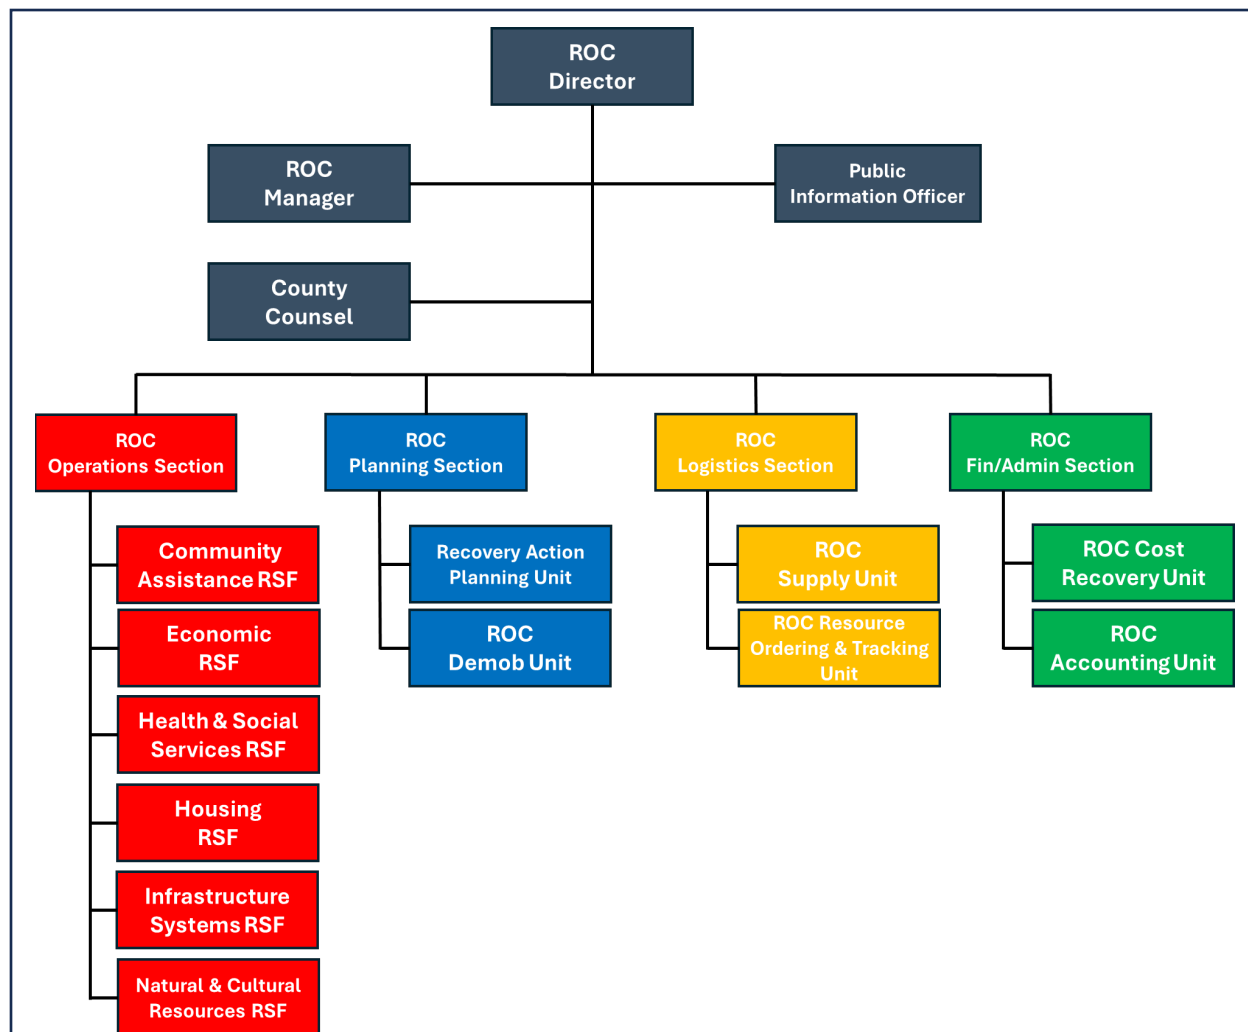 ROC
Director
ROC
Manager
Public
Information Officer
County
Counsel
ROC
Operations Section
ROC
Planning Section
ROC
Logistics Section
ROC
Fin/Admin Section
Community
Assistance RSF
Economic
RSF
Health & Social
Services RSF
Housing
RSF
Infrastructure
Systems RSF
Natural & Cultural
Resources RSF
Recovery Action
Planning Unit
ROC
Demob Unit
ROC
Supply Unit
ROC Resource
Ordering & Tracking
Unit
ROC Cost
Recovery Unit
ROC
Accounting Unit